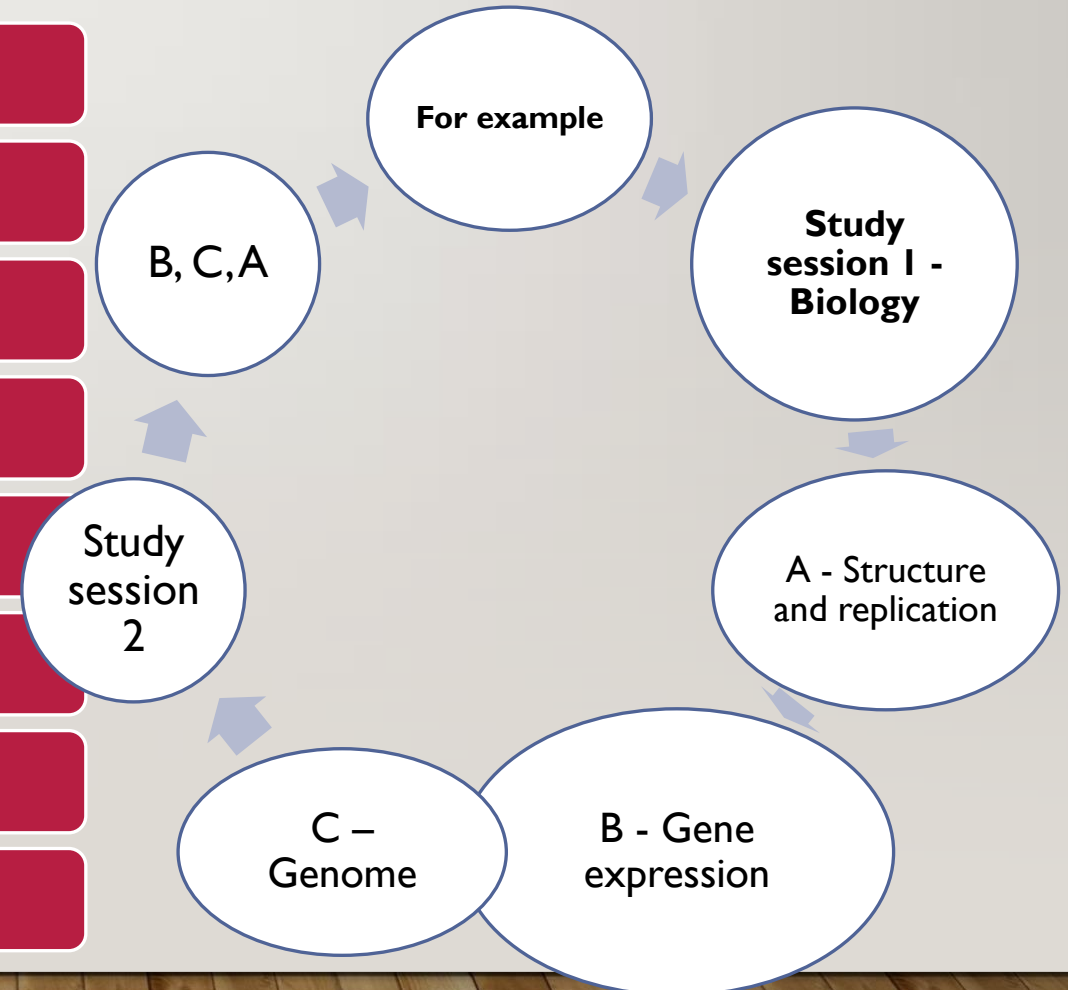 For example
Study
session 1 -
Biology
A - Structure
and replication
B - Gene
expression
C –
Genome
Study
session
2
B, C, A